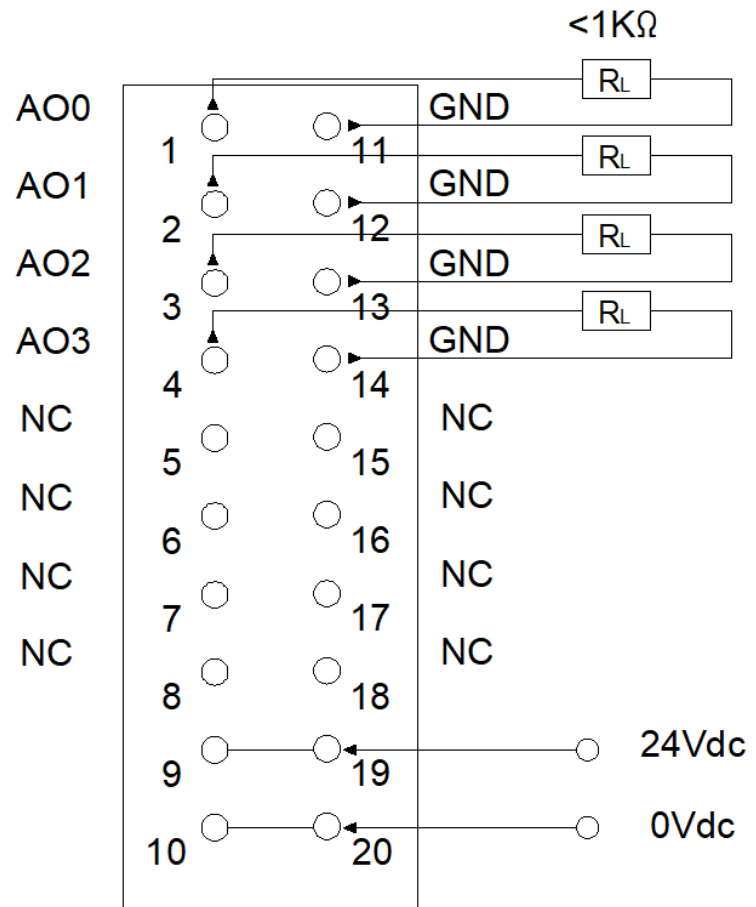 <1KΩ
RL
AO0 GND
1 11
RL
AO1 GND
2 12
RL
AO2 GND
3 13
RL
AO3 GND
4 14
NC NC
5 15
NC NC
6 16
NC NC
7 17
NC NC
8 18
24Vdc
9 19
0Vdc
10 20